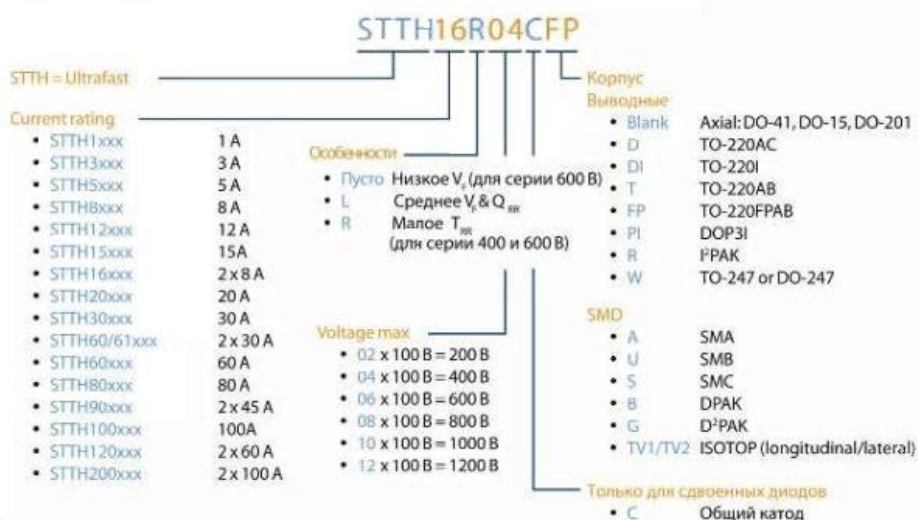 STTH16R04CFP
STTH = Ultrafast
Current rating
• STTH1xxx 1 A
• STTH3xxx 3 A
• STTH5xxx 5 A
• STTH8xxx 8 A
• STTH12xxx 12 A
• STTH15xxx 15A
• STTH16xxx 2 x 8 A
• STTH20xxx 20 A
• STTH30xxx 30 A
• STTH60/61xxx 2 x 30 A
• STTH60xxx 60 A
• STTH80xxx 80 A
• STTH90xxx 2 x 45 A
• STTH100xxx 100A
• STTH120xxx 2 x 60 A
• STTH200xxx 2 x 100 A
Особенности
• Пусто Низкое VF (для серии 600 В)
• L Среднее VF & QRR
• R Малое TRR
(для серии 400 и 600 В)
Voltage max
• 02 x 100 В = 200 В
• 04 x 100 В = 400 В
• 06 x 100 В = 600 В
• 08 x 100 В = 800 В
• 10 x 100 В = 1000 В
• 12 x 100 В = 1200 В
Корпус
Выводные
• Blank Axial: DO-41, DO-15, DO-201
• D TO-220AC
• DI TO-220I
• T TO-220AB
• FP TO-220FPAB
• PI DOP3I
• R I²PAK
• W TO-247 or DO-247
SMD
• A SMA
• U SMB
• S SMC
• B DPAK
• G D²PAK
• TV1/TV2 ISOTOP (longitudinal/lateral)
Только для сдвоенных диодов
• C Общий катод